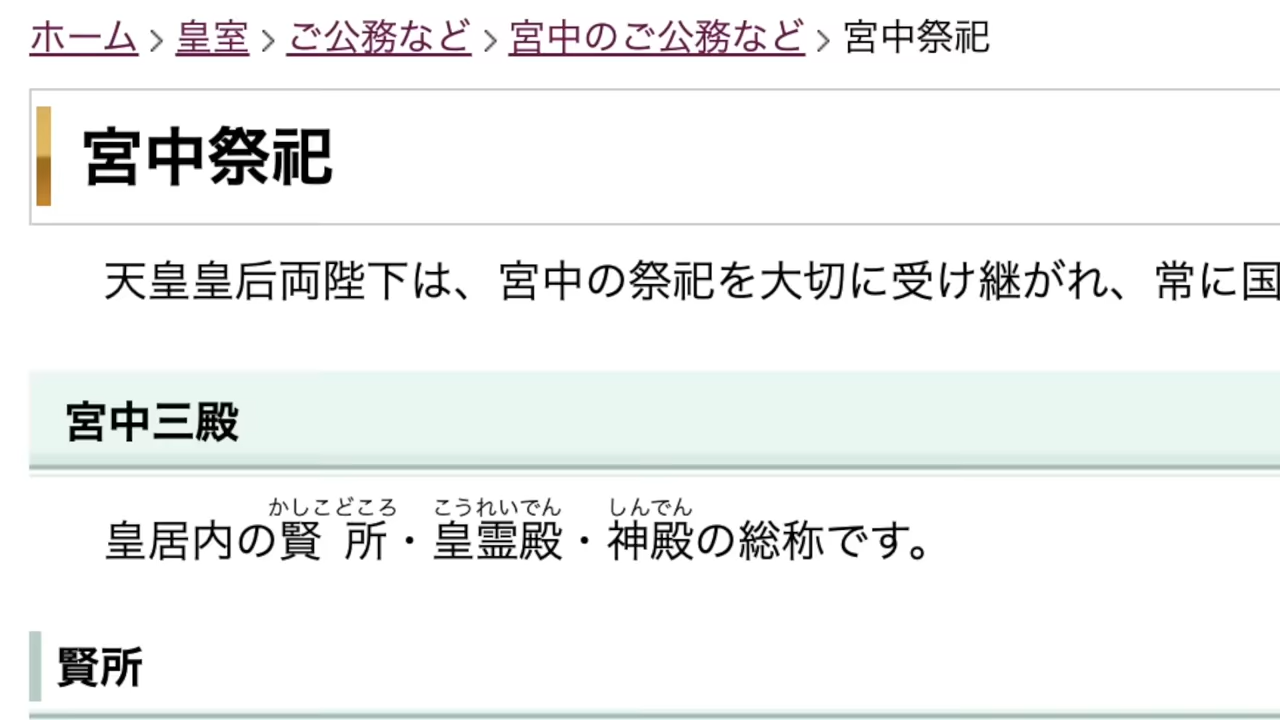 ホーム > 皇室 > ご公務など > 宮中のご公務など > 宮中祭祀
宮中祭祀
天皇皇后両陛下は、宮中の祭祀を大切に受け継がれ、常に国
宮中三殿
かしこどころ こうれいでん しんでん
皇居内の賢所・皇霊殿・神殿の総称です。
賢所